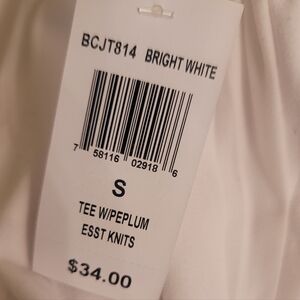 BCJT814 BRIGHT WHITE
7 58116 02918 6
S
TEE W/PEPLUM
ESST KNITS
$34.00